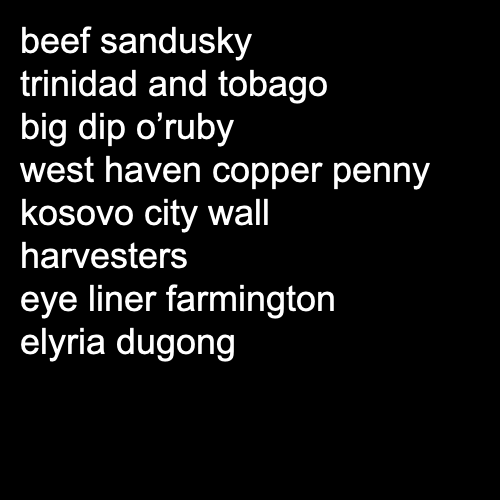 beef sandusky
trinidad and tobago
big dip o’ruby
west haven copper penny
kosovo city wall
harvesters
eye liner farmington
elyria dugong